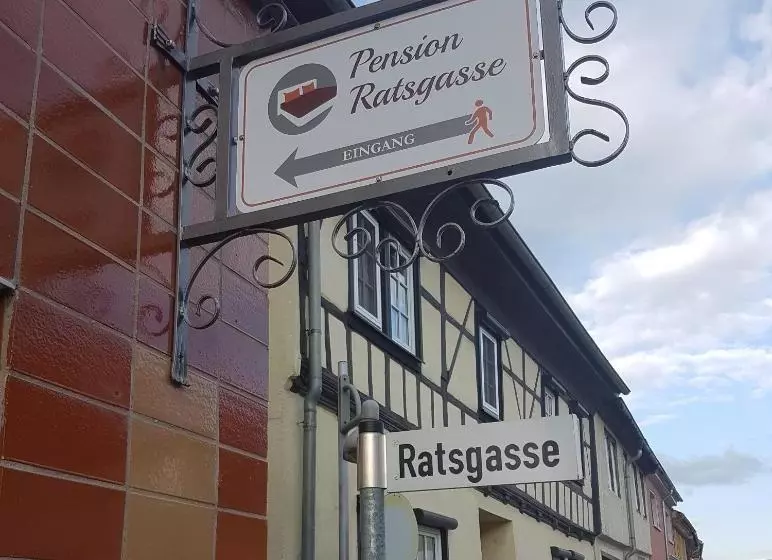 Pension
Ratsgasse
EINGANG
Ratsgasse